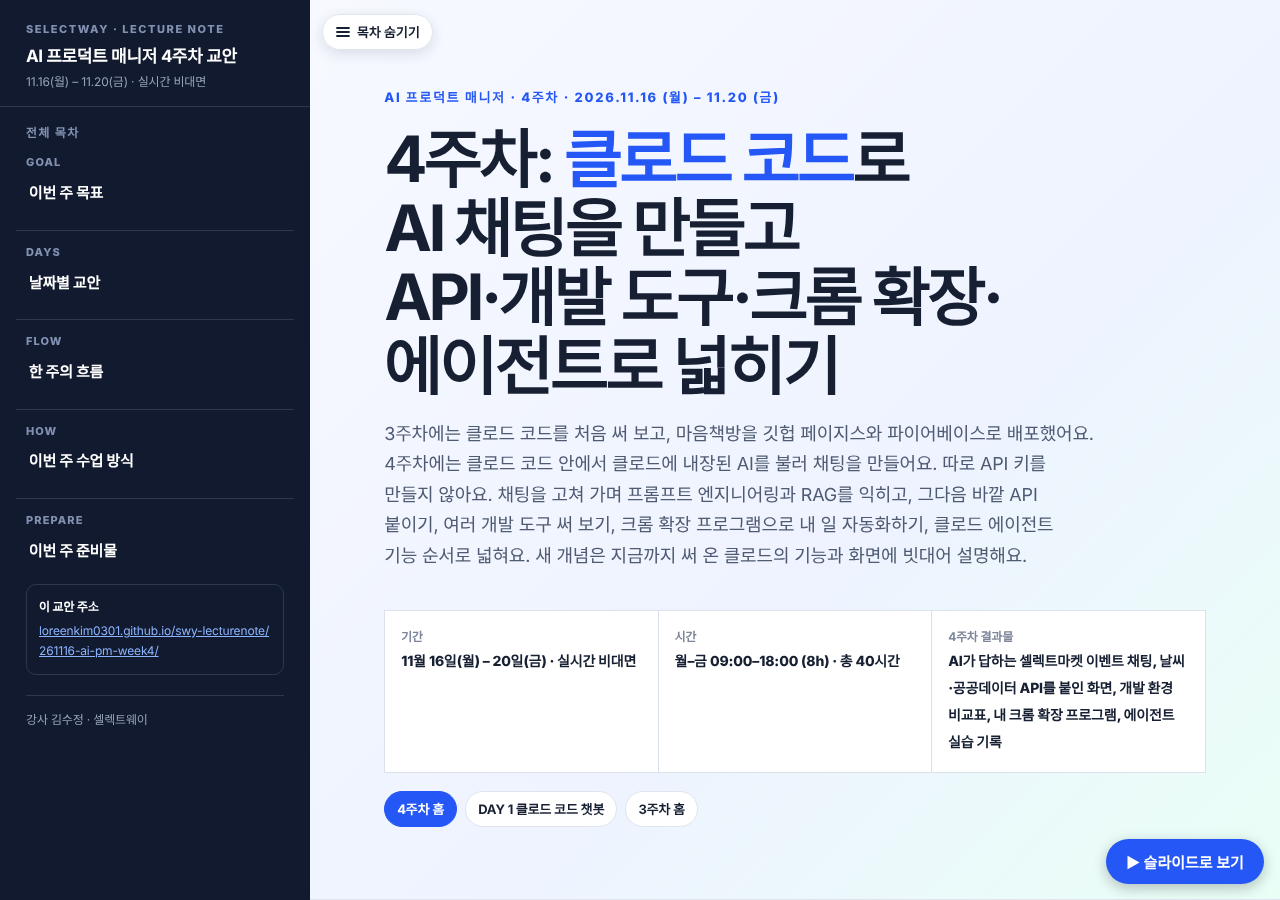 SELECTWAY · LECTURE NOTE
AI 프로덕트 매니저 4주차 교안
11.16(월) – 11.20(금) · 실시간 비대면
전체 목차
GOAL
이번 주 목표
DAYS
날짜별 교안
FLOW
한 주의 흐름
HOW
이번 주 수업 방식
PREPARE
이번 주 준비물
이 교안 주소
loreenkim0301.github.io/swy-lecturenote/
261116-ai-pm-week4/
강사 김수정 · 셀렉트웨이
목차 숨기기
AI 프로덕트 매니저 · 4주차 · 2026.11.16 (월) – 11.20 (금)
4주차: 클로드 코드로
AI 채팅을 만들고
API·개발 도구·크롬 확장·
에이전트로 넓히기
3주차에는 클로드 코드를 처음 써 보고, 마음책방을 깃헙 페이지스와 파이어베이스로 배포했어요.
4주차에는 클로드 코드 안에서 클로드에 내장된 AI를 불러 채팅을 만들어요. 따로 API 키를
만들지 않아요. 채팅을 고쳐 가며 프롬프트 엔지니어링과 RAG를 익히고, 그다음 바깥 API
붙이기, 여러 개발 도구 써 보기, 크롬 확장 프로그램으로 내 일 자동화하기, 클로드 에이전트
기능 순서로 넓혀요. 새 개념은 지금까지 써 온 클로드의 기능과 화면에 빗대어 설명해요.
기간
11월 16일(월) – 20일(금) · 실시간 비대면
시간
월–금 09:00–18:00 (8h) · 총 40시간
4주차 결과물
AI가 답하는 셀렉트마켓 이벤트 채팅, 날씨
·공공데이터 API를 붙인 화면, 개발 환경
비교표, 내 크롬 확장 프로그램, 에이전트
실습 기록
4주차 홈
DAY 1 클로드 코드 챗봇
3주차 홈
▶ 슬라이드로 보기